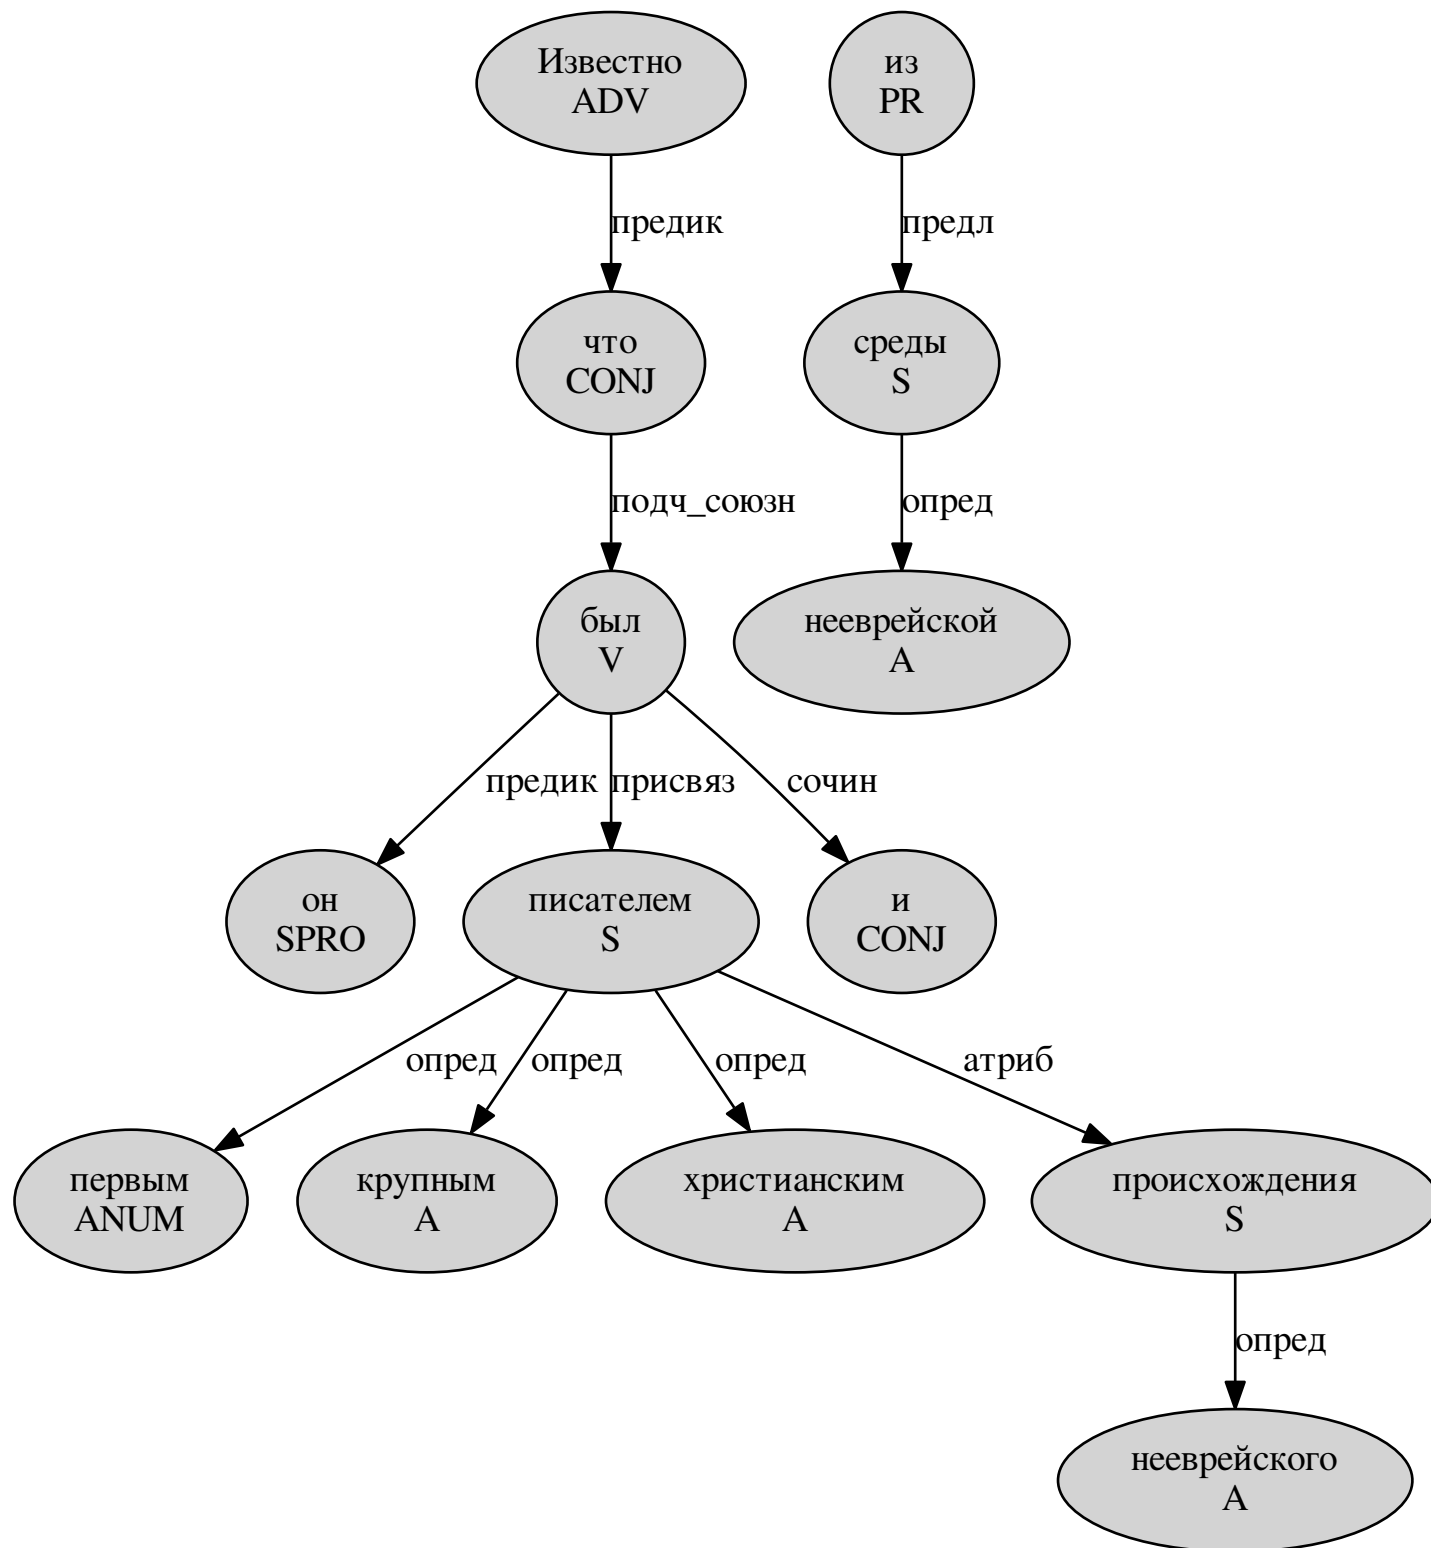 Известно
ADV
из
PR
предик
предл
что
CONJ
среды
S
подч_союзн
опред
был
V
нееврейской
A
предик
присвяз
сочин
он
SPRO
писателем
S
и
CONJ
опред
опред
опред
атриб
первым
ANUM
крупным
A
христианским
A
происхождения
S
опред
нееврейского
A